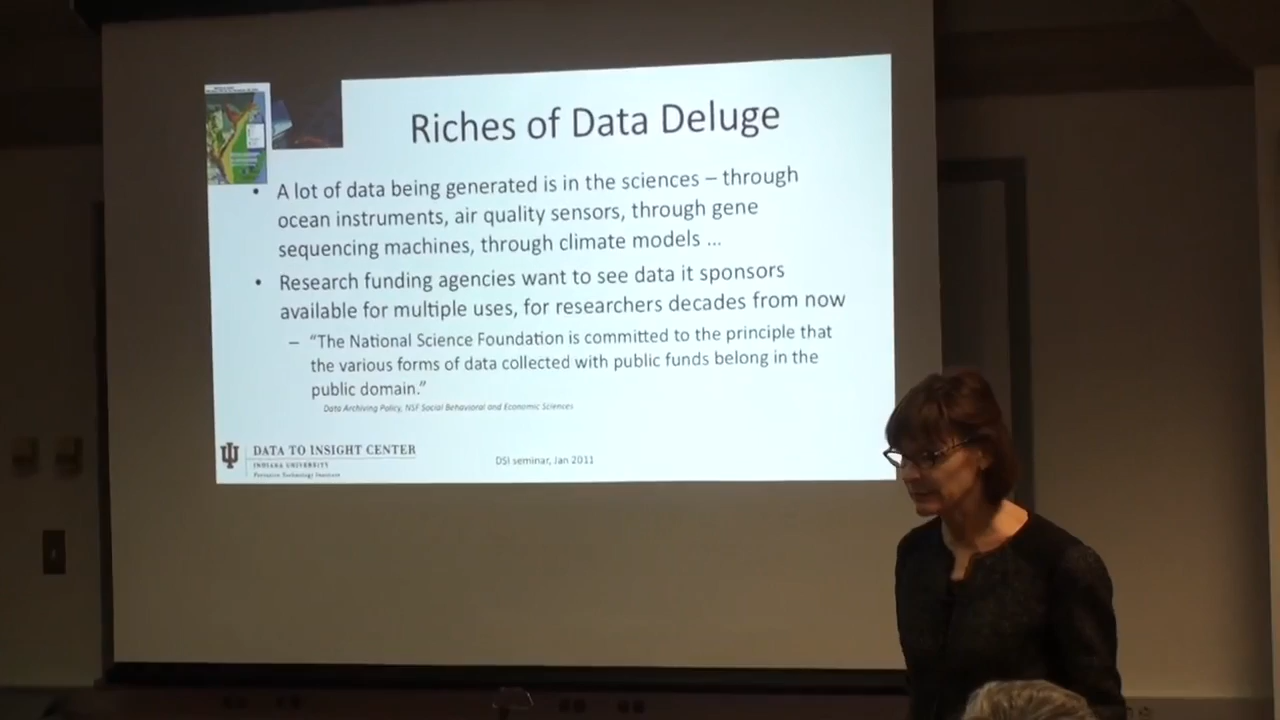 Riches of Data Deluge
• A lot of data being generated is in the sciences – through
ocean instruments, air quality sensors, through gene
sequencing machines, through climate models ...
• Research funding agencies want to see data it sponsors
available for multiple uses, for researchers decades from now
– “The National Science Foundation is committed to the principle that
the various forms of data collected with public funds belong in the
public domain.”
Data Archiving Policy, NSF Social Behavioral and Economic Sciences
DATA TO INSIGHT CENTER
INDIANA UNIVERSITY
Pervasive Technology Institute
DSI seminar, Jan 2011